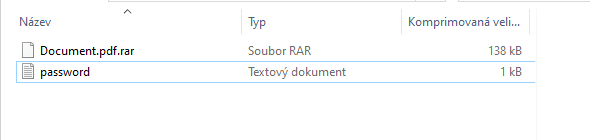 Název Typ Komprimovaná veli...
Document.pdf.rar Soubor RAR 138 kB
password Textový dokument 1 kB